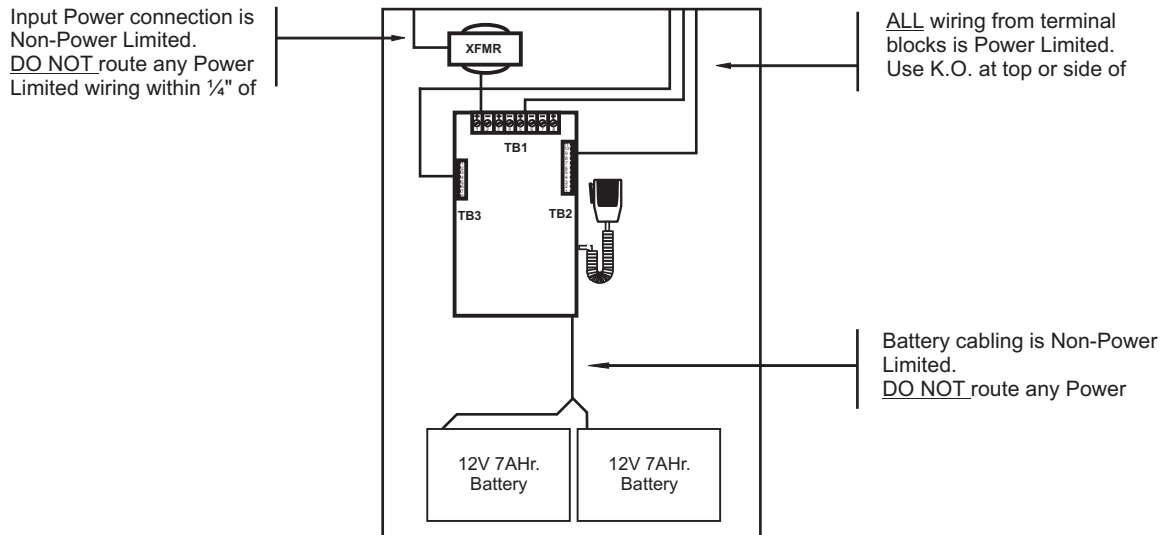 Input Power connection is
Non-Power Limited.
DO NOT route any Power
Limited wiring within ¼" of
XFMR
ALL wiring from terminal
blocks is Power Limited.
Use K.O. at top or side of
TB1
TB3
TB2
Battery cabling is Non-Power
Limited.
DO NOT route any Power
12V 7AHr.
Battery
12V 7AHr.
Battery